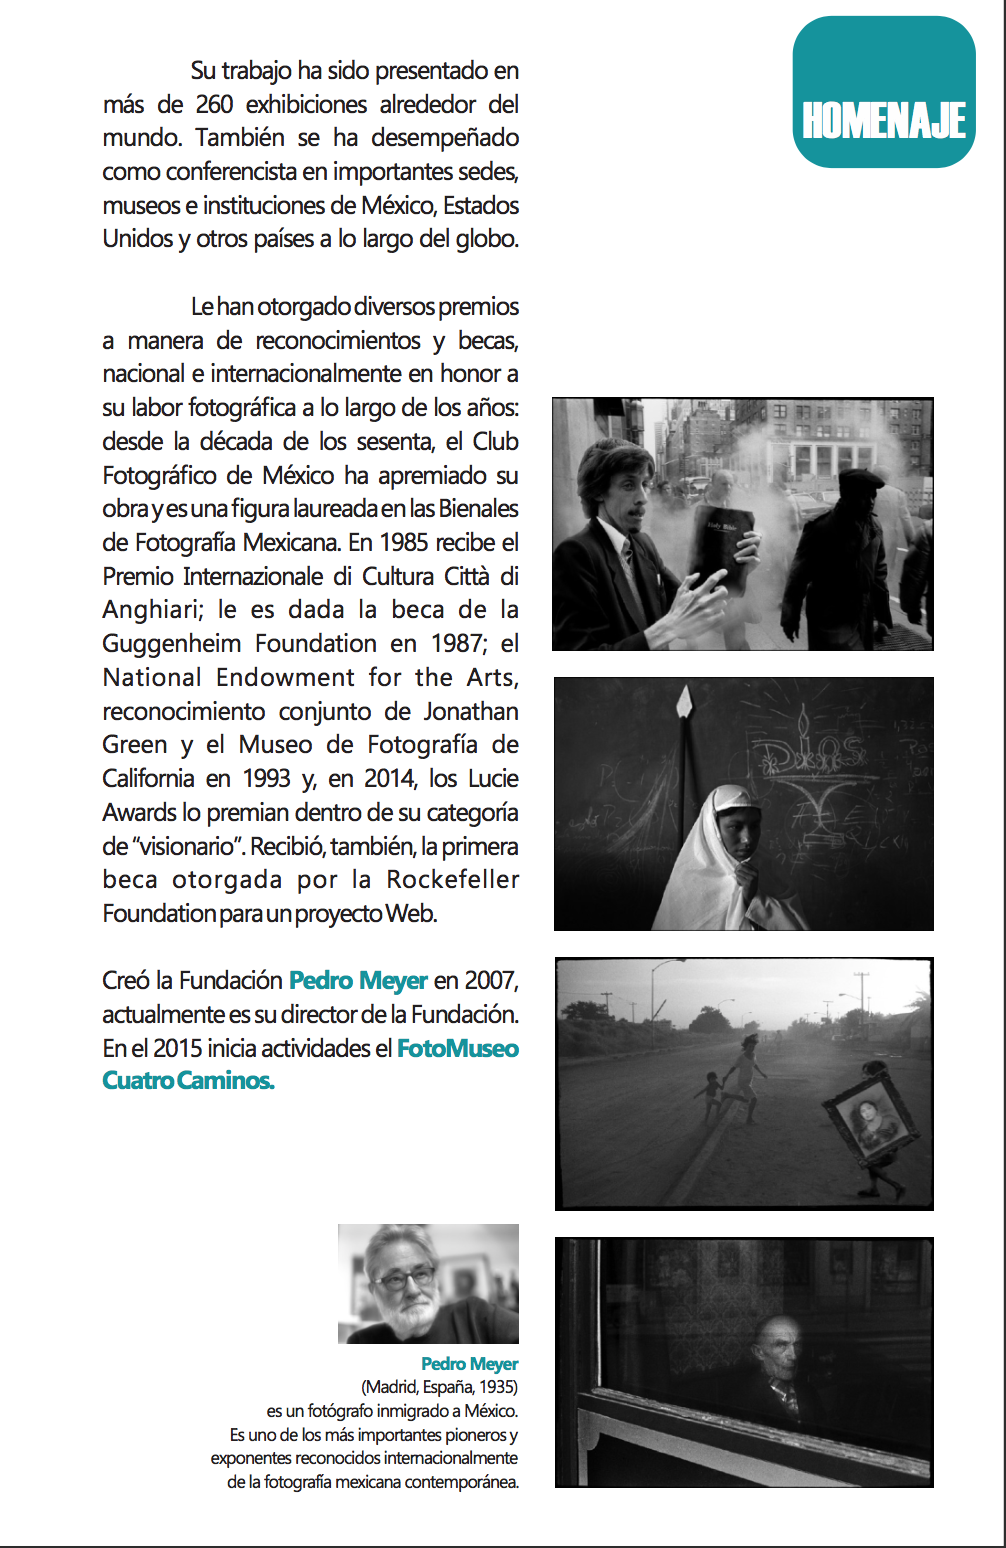 HOMENAJE
Su trabajo ha sido presentado en
más de 260 exhibiciones alrededor del
mundo. También se ha desempeñado
como conferencista en importantes sedes,
museos e instituciones de México, Estados
Unidos y otros países a lo largo del globo.
Le han otorgado diversos premios
a manera de reconocimientos y becas,
nacional e internacionalmente en honor a
su labor fotográfica a lo largo de los años:
desde la década de los sesenta, el Club
Fotográfico de México ha apremiado su
obra y es una figura laureada en las Bienales
de Fotografía Mexicana. En 1985 recibe el
Premio Internazionale di Cultura Città di
Anghiari; le es dada la beca de la
Guggenheim Foundation en 1987; el
National Endowment for the Arts,
reconocimiento conjunto de Jonathan
Green y el Museo de Fotografía de
California en 1993 y, en 2014, los Lucie
Awards lo premian dentro de su categoría
de “visionario”. Recibió, también, la primera
beca otorgada por la Rockefeller
Foundation para un proyecto Web.
Creó la Fundación Pedro Meyer en 2007,
actualmente es su director de la Fundación.
En el 2015 inicia actividades el FotoMuseo
Cuatro Caminos.
Pedro Meyer
(Madrid, España, 1935)
es un fotógrafo inmigrado a México.
Es uno de los más importantes pioneros y
exponentes reconocidos internacionalmente
de la fotografía mexicana contemporánea.
Holy Bible
DIOS